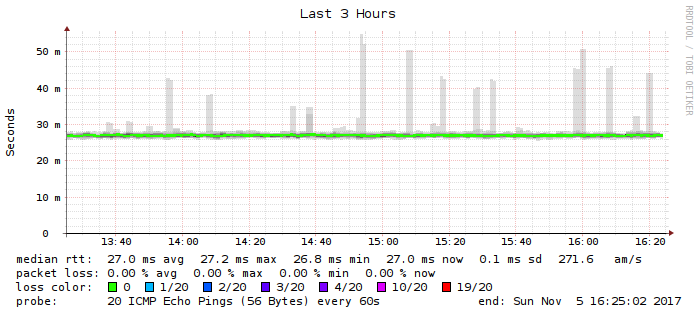 Last 3 Hours
RRDTOOL / TOBI OETIKER
Seconds
50 m
40 m
30 m
20 m
10 m
0
13:40 14:00 14:20 14:40 15:00 15:20 15:40 16:00 16:20
median rtt: 27.0 ms avg 27.2 ms max 26.8 ms min 27.0 ms now 0.1 ms sd 271.6 am/s
packet loss: 0.00 % avg 0.00 % max 0.00 % min 0.00 % now
loss color: 0 1/20 2/20 3/20 4/20 10/20 19/20
probe: 20 ICMP Echo Pings (56 Bytes) every 60s end: Sun Nov 5 16:25:02 2017